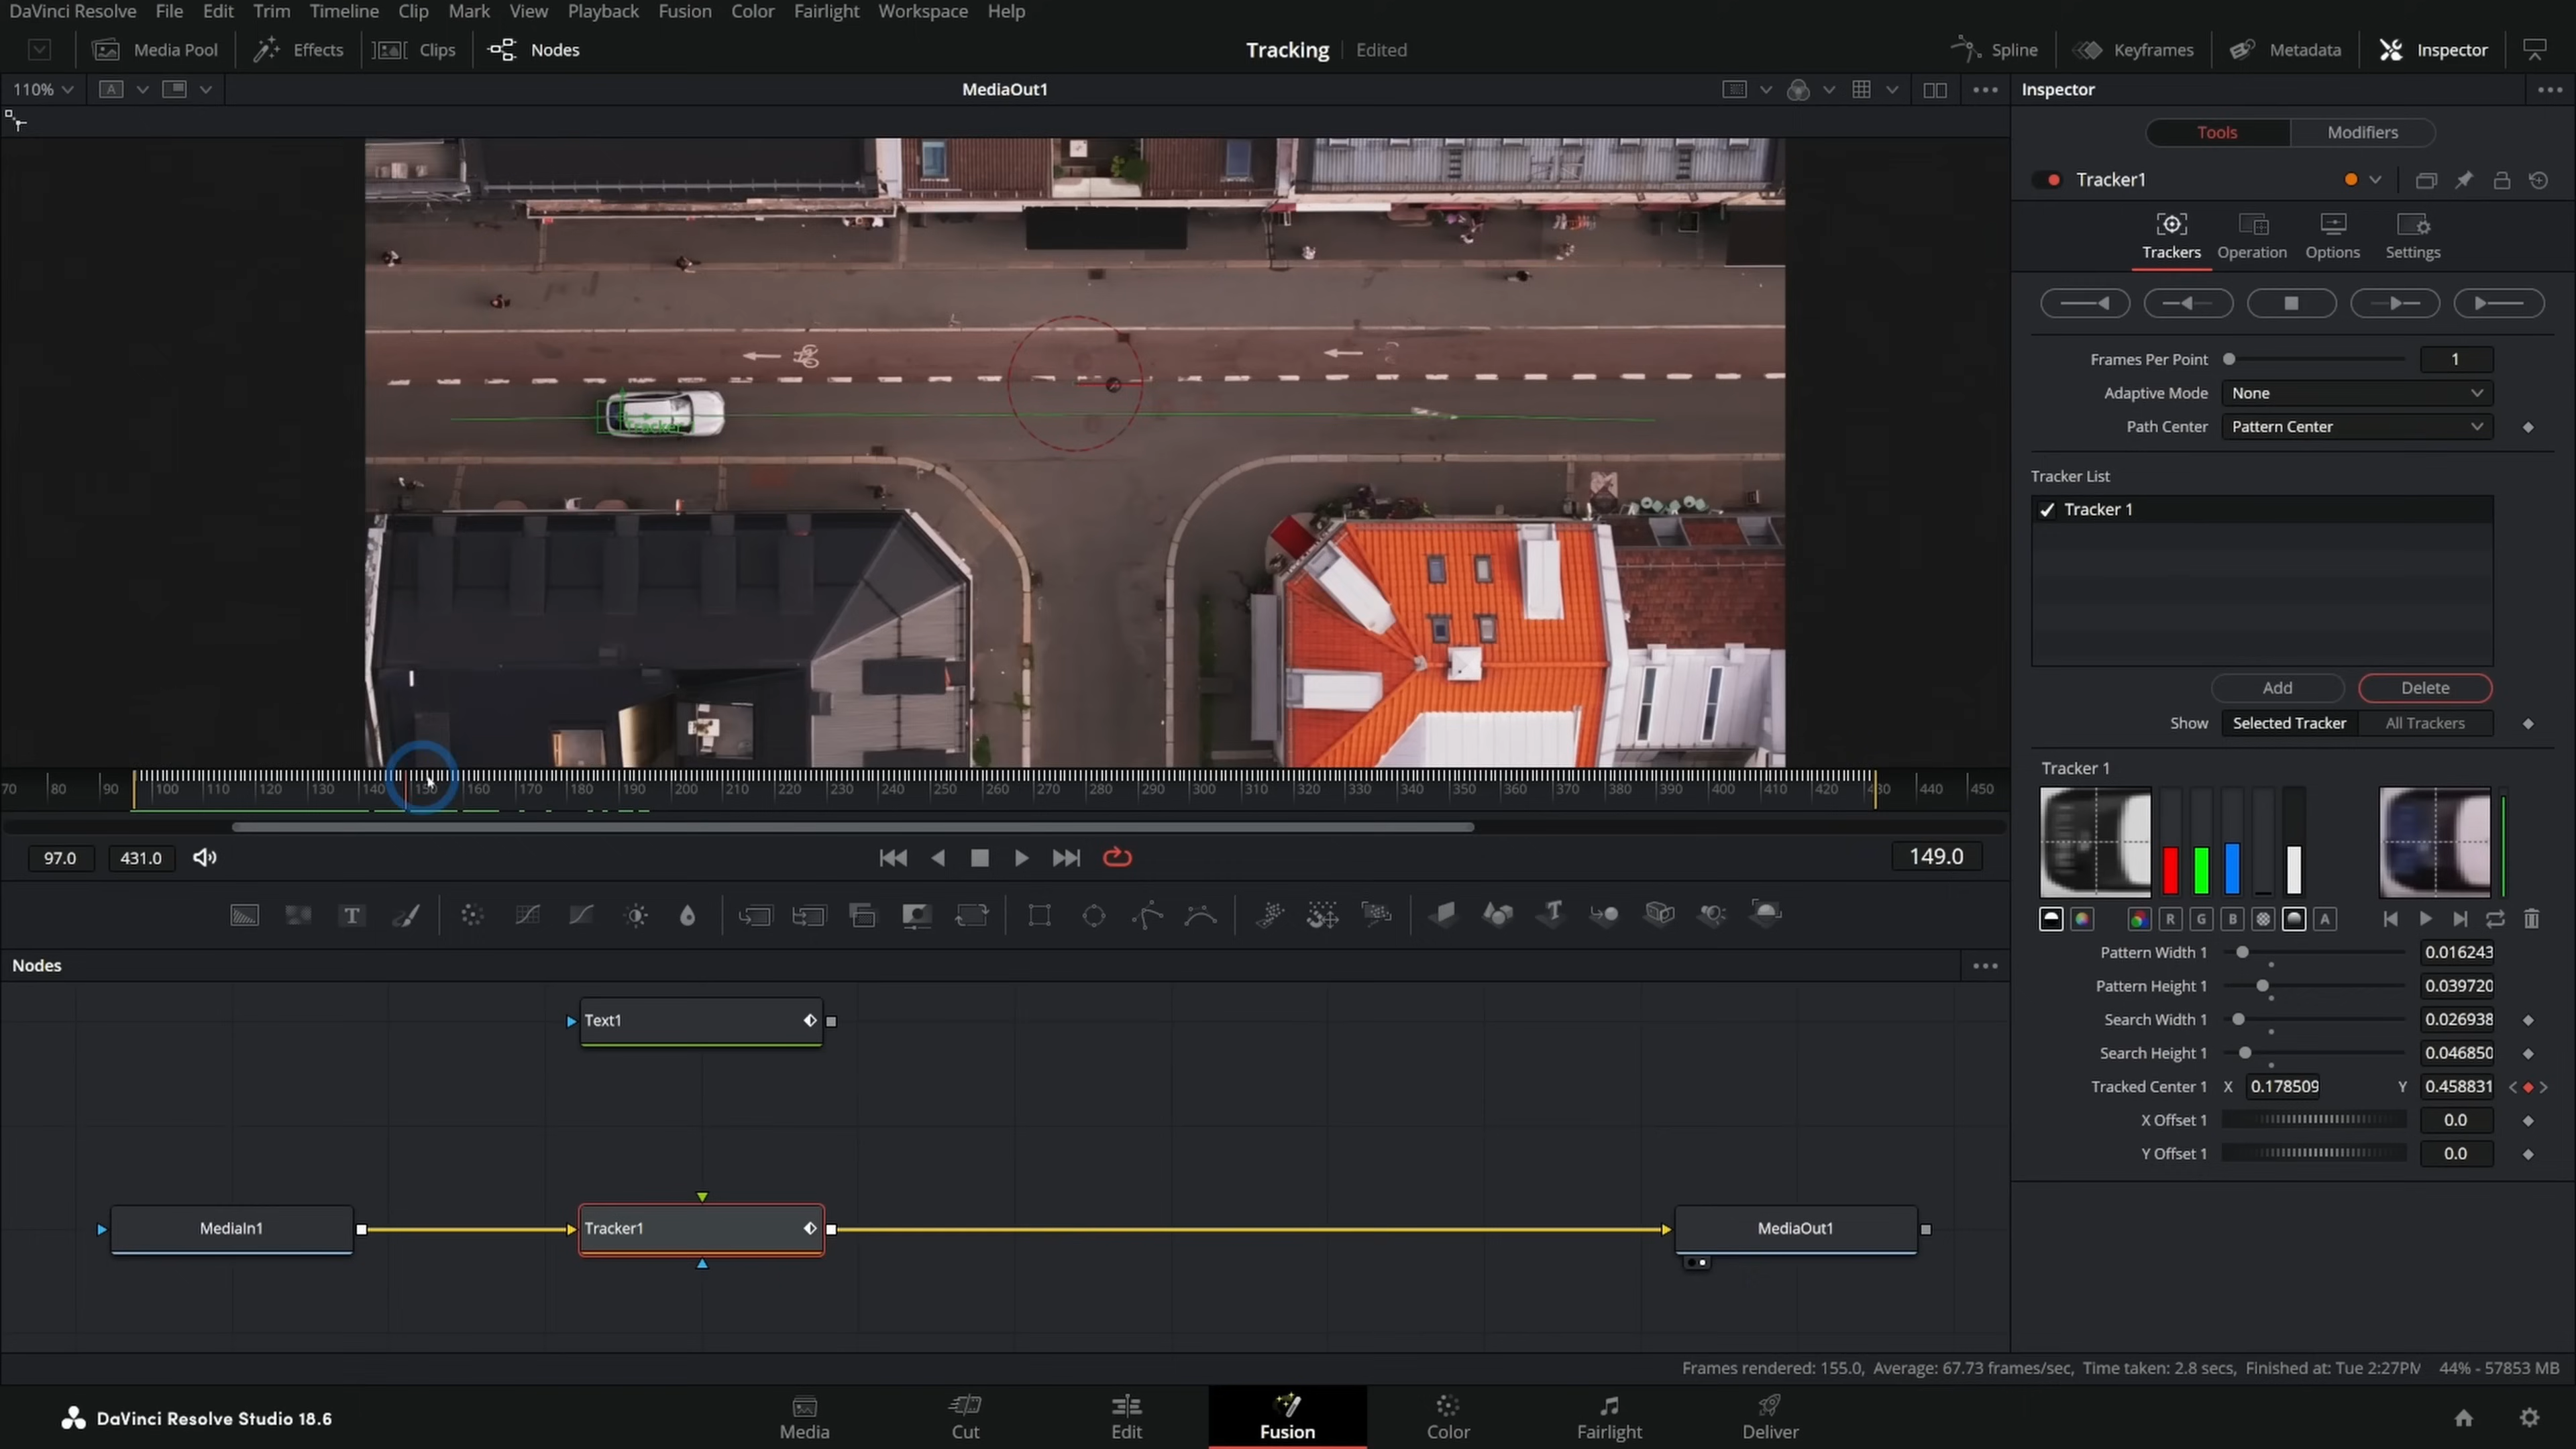 DaVinci Resolve File Edit Trim Timeline Clip Mark View Playback Fusion Color Fairlight Workspace Help
Media Pool Effects Clips Nodes Tracking Edited Spline Keyframes Metadata Inspector
110% A MediaOut1 Inspector
Tools Modifiers
Tracker1
Trackers Operation Options Settings
Frames Per Point 1
Adaptive Mode None
Path Center Pattern Center
Tracker
Tracker List
Tracker 1
Add Delete
Show Selected Tracker All Trackers
Tracker 1
70 80 90 100 110 120 130 140 150 160 170 180 190 200 210 220 230 240 250 260 270 280 290 300 310 320 330 340 350 360 370 380 390 400 410 420 430 440 450
97.0 431.0 149.0
T T
R G B A
Pattern Width 1 0.016243
Nodes
Pattern Height 1 0.039720
Text1
Search Width 1 0.026938
Search Height 1 0.046850
Tracked Center 1 X 0.178509 Y 0.458831
X Offset 1 0.0
Y Offset 1 0.0
MediaIn1 Tracker1 MediaOut1
Frames rendered: 155.0, Average: 67.73 frames/sec, Time taken: 2.8 secs, Finished at: Tue 2:27PM 44% - 57853 MB
DaVinci Resolve Studio 18.6 Media Cut Edit Fusion Color Fairlight Deliver